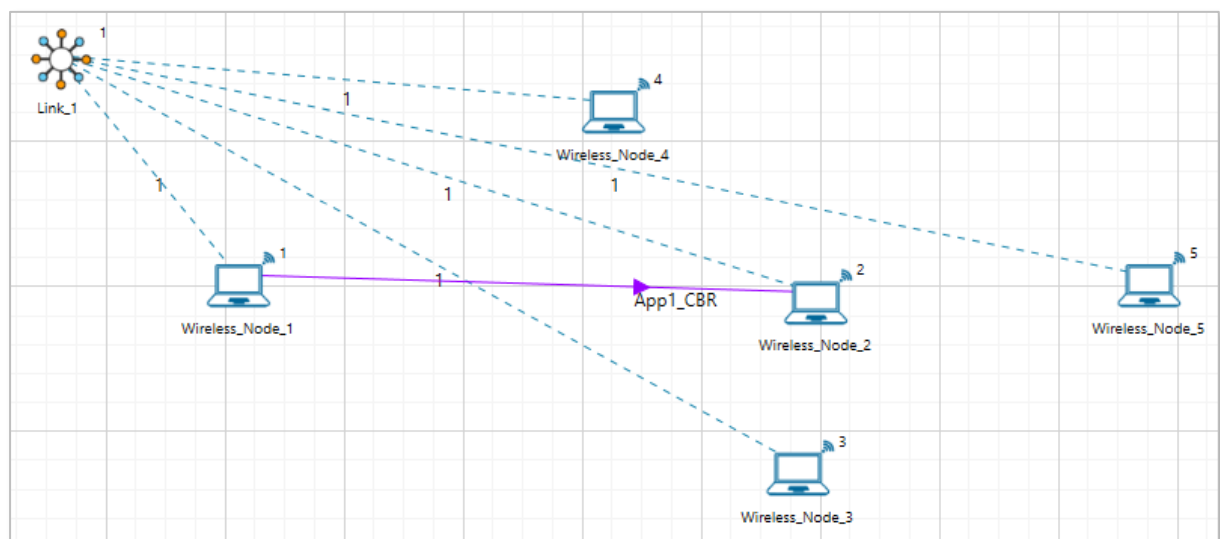 1
Link_1
4
1
Wireless_Node_4
1
1
1
1
Wireless_Node_1
1
App1_CBR
2
Wireless_Node_2
5
Wireless_Node_5
3
Wireless_Node_3